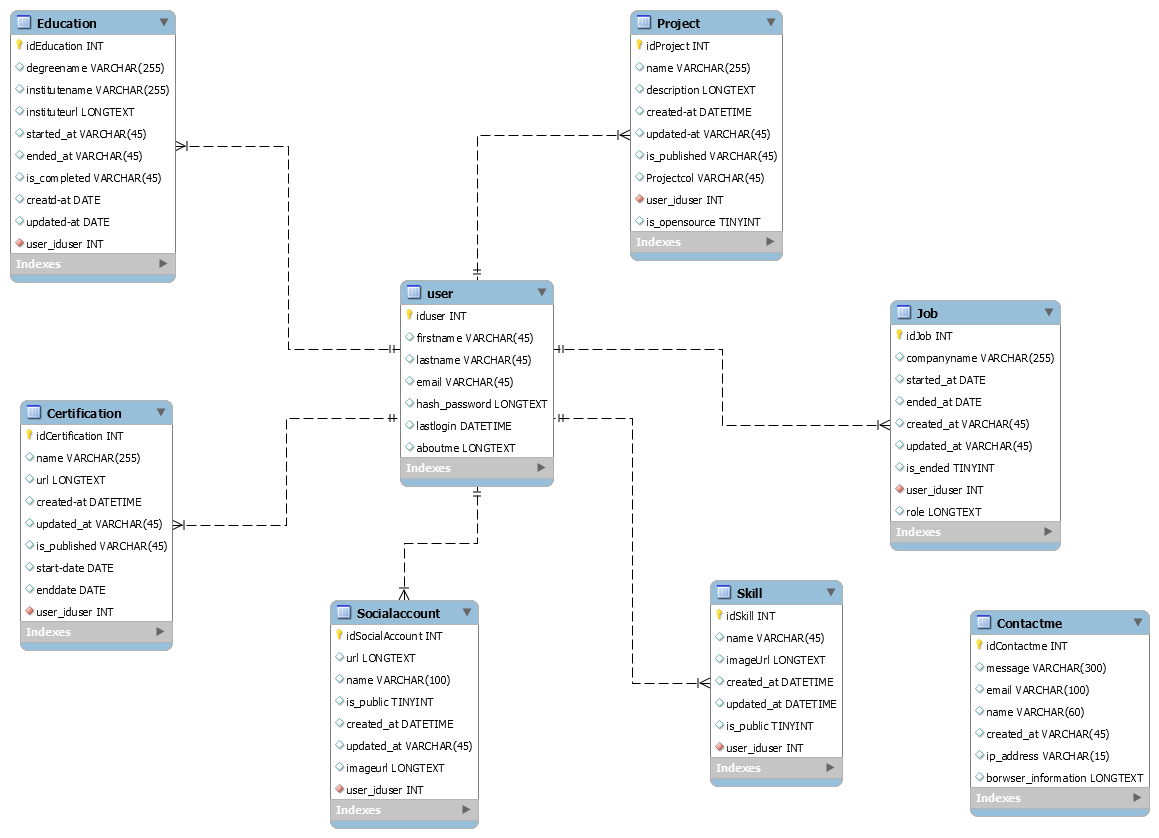 Education
idEducation INT
degreename VARCHAR(255)
institutename VARCHAR(255)
instituteurl LONGTEXT
started_at VARCHAR(45)
ended_at VARCHAR(45)
is_completed VARCHAR(45)
creatd-at DATE
updated-at DATE
user_iduser INT
Indexes
Project
idProject INT
name VARCHAR(255)
description LONGTEXT
created-at DATETIME
updated-at VARCHAR(45)
is_published VARCHAR(45)
Projectcol VARCHAR(45)
user_iduser INT
is_opensource TINYINT
Indexes
user
iduser INT
firstname VARCHAR(45)
lastname VARCHAR(45)
email VARCHAR(45)
hash_password LONGTEXT
lastlogin DATETIME
aboutme LONGTEXT
Indexes
Job
idJob INT
companyname VARCHAR(255)
started_at DATE
ended_at DATE
created_at VARCHAR(45)
updated_at VARCHAR(45)
is_ended TINYINT
user_iduser INT
role LONGTEXT
Indexes
Certification
idCertification INT
name VARCHAR(255)
url LONGTEXT
created-at DATETIME
updated_at VARCHAR(45)
is_published VARCHAR(45)
start-date DATE
enddate DATE
user_iduser INT
Indexes
Socialaccount
idSocialAccount INT
url LONGTEXT
name VARCHAR(100)
is_public TINYINT
created_at DATETIME
updated_at VARCHAR(45)
imageurl LONGTEXT
user_iduser INT
Indexes
Skill
idSkill INT
name VARCHAR(45)
imageUrl LONGTEXT
created_at DATETIME
updated_at DATETIME
is_public TINYINT
user_iduser INT
Indexes
Contactme
idContactme INT
message VARCHAR(300)
email VARCHAR(100)
name VARCHAR(60)
created_at VARCHAR(45)
ip_address VARCHAR(15)
borwser_information LONGTEXT
Indexes